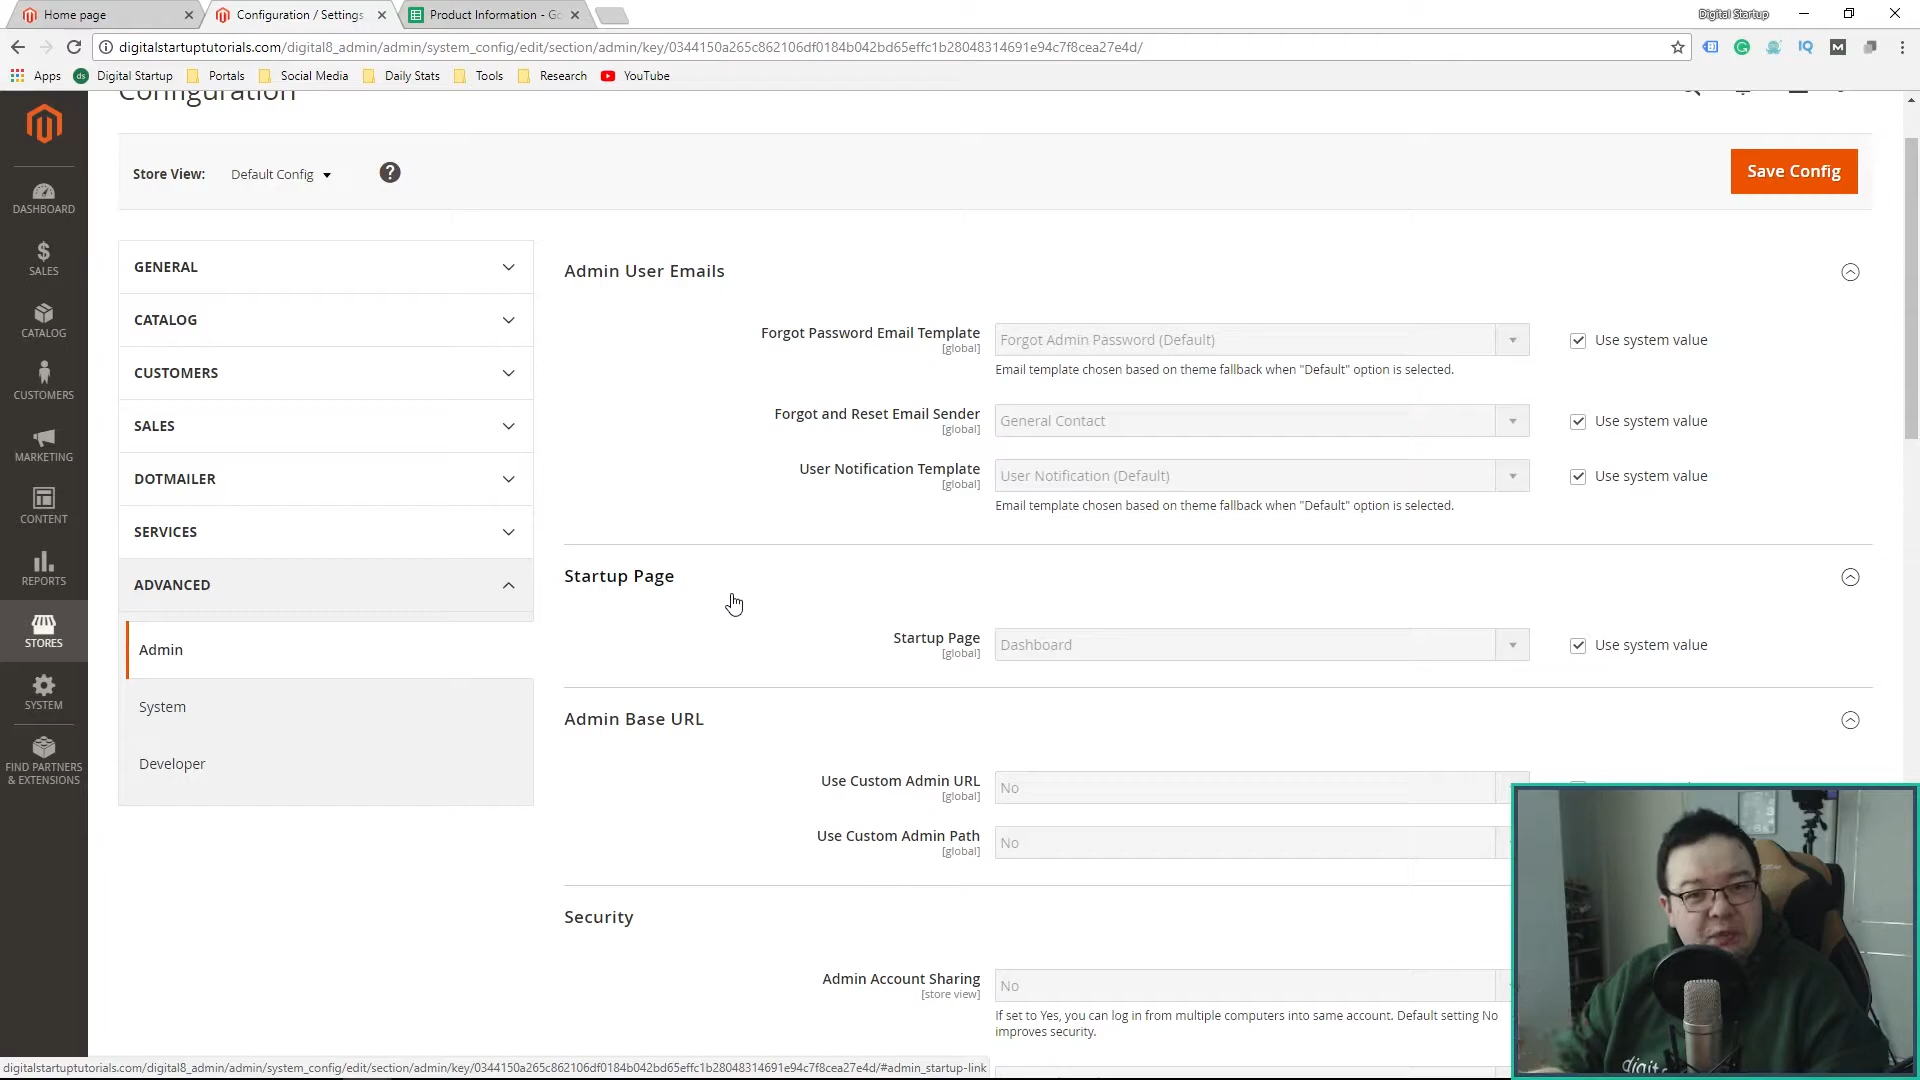 Home page
Configuration / Settings
Product Information - Go
Digital Startup
digitalstartuptutorials.com/digital8_admin/admin/system_config/edit/section/admin/key/0344150a265c862106df0184b042bd65effc1b28048314691e94c7f8cea27e4d/
Apps
Digital Startup
Portals
Social Media
Daily Stats
Tools
Research
YouTube
Configuration
Store View:
Default Config
?
Save Config
DASHBOARD
SALES
CATALOG
CUSTOMERS
MARKETING
CONTENT
REPORTS
STORES
SYSTEM
FIND PARTNERS
& EXTENSIONS
GENERAL
CATALOG
CUSTOMERS
SALES
DOTMAILER
SERVICES
ADVANCED
Admin
System
Developer
Admin User Emails
Forgot Password Email Template
[global]
Forgot Admin Password (Default)
Use system value
Email template chosen based on theme fallback when "Default" option is selected.
Forgot and Reset Email Sender
[global]
General Contact
Use system value
User Notification Template
[global]
User Notification (Default)
Use system value
Email template chosen based on theme fallback when "Default" option is selected.
Startup Page
Startup Page
[global]
Dashboard
Use system value
Admin Base URL
Use Custom Admin URL
[global]
No
Use Custom Admin Path
[global]
No
Security
Admin Account Sharing
[store view]
No
If set to Yes, you can log in from multiple computers into same account. Default setting No
improves security.
digitalstartuptutorials.com/digital8_admin/admin/system_config/edit/section/admin/key/0344150a265c862106df0184b042bd65effc1b28048314691e94c7f8cea27e4d/#admin_startup-link